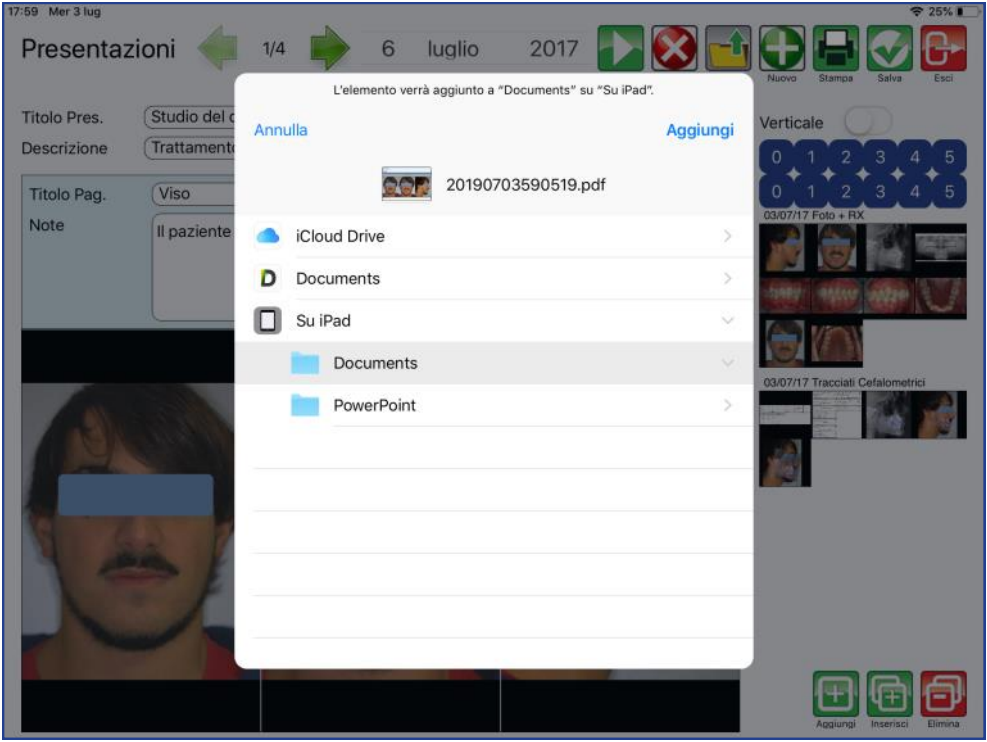 17:59 Mer 3 lug
25%
Presentazioni
1/4
6 luglio 2017
Nuovo
Stampa
Salva
Esci
L'elemento verrà aggiunto a "Documents" su "Su iPad".
Annulla
Aggiungi
20190703590519.pdf
iCloud Drive
Documents
Su iPad
Documents
PowerPoint
Titolo Pres.
Studio del
Descrizione
Trattament
Titolo Pag.
Viso
Note
Il paziente
Verticale
0 1 2 3 4 5
0 1 2 3 4 5
03/07/17 Foto + RX
03/07/17 Tracciati Cefalometrici
Aggiungi
Inserisci
Elimina